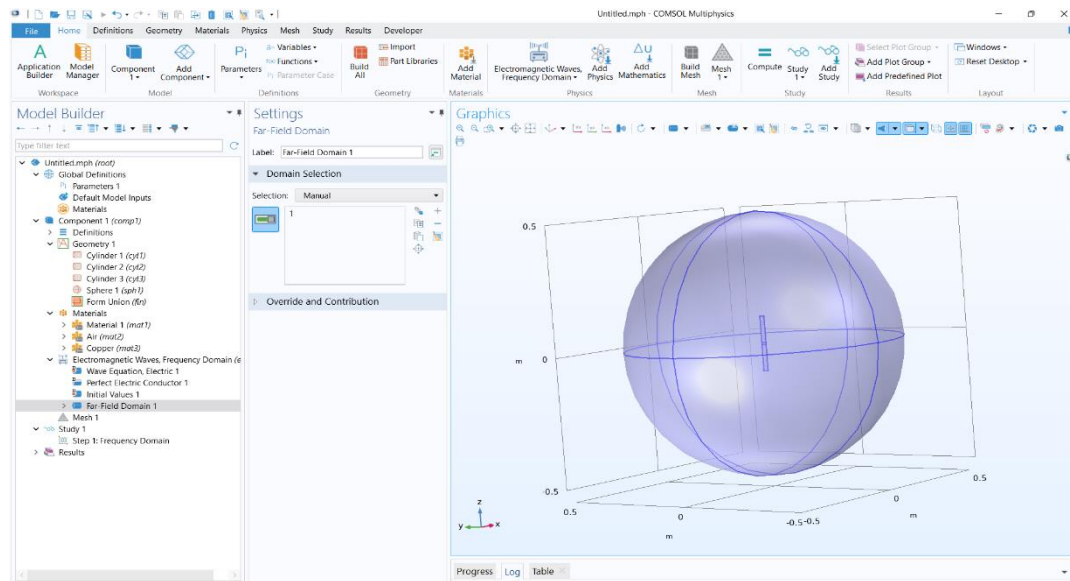 Untitled.mph - COMSOL Multiphysics
File Home Definitions Geometry Materials Physics Mesh Study Results Developer
Application Builder
Model Manager
Workspace
Component 1
Add Component
Model
Parameters
Variables
Functions
Parameter Case
Definitions
Build All
Import
Part Libraries
Geometry
Add Material
Materials
Electromagnetic Waves, Frequency Domain
Add Physics
Add Mathematics
Physics
Build Mesh
Mesh 1
Mesh
Compute
Study 1
Add Study
Study
Select Plot Group
Add Plot Group
Add Predefined Plot
Results
Windows
Reset Desktop
Layout
Model Builder
Type filter text
Untitled.mph (root)
Global Definitions
Parameters 1
Default Model Inputs
Materials
Component 1 (comp1)
Definitions
Geometry 1
Cylinder 1 (cyl1)
Cylinder 2 (cyl2)
Cylinder 3 (cyl3)
Sphere 1 (sph1)
Form Union (fin)
Materials
Material 1 (mat1)
Air (mat2)
Copper (mat3)
Electromagnetic Waves, Frequency Domain (e
Wave Equation, Electric 1
Perfect Electric Conductor 1
Initial Values 1
Far-Field Domain 1
Mesh 1
Study 1
Step 1: Frequency Domain
Results
Settings
Far-Field Domain
Label: Far-Field Domain 1
Domain Selection
Selection: Manual
1
Override and Contribution
Graphics
0.5
m 0
-0.5
0.5
0
-0.5
m
-0.5
0
0.5
m
z
y x
Progress Log Table